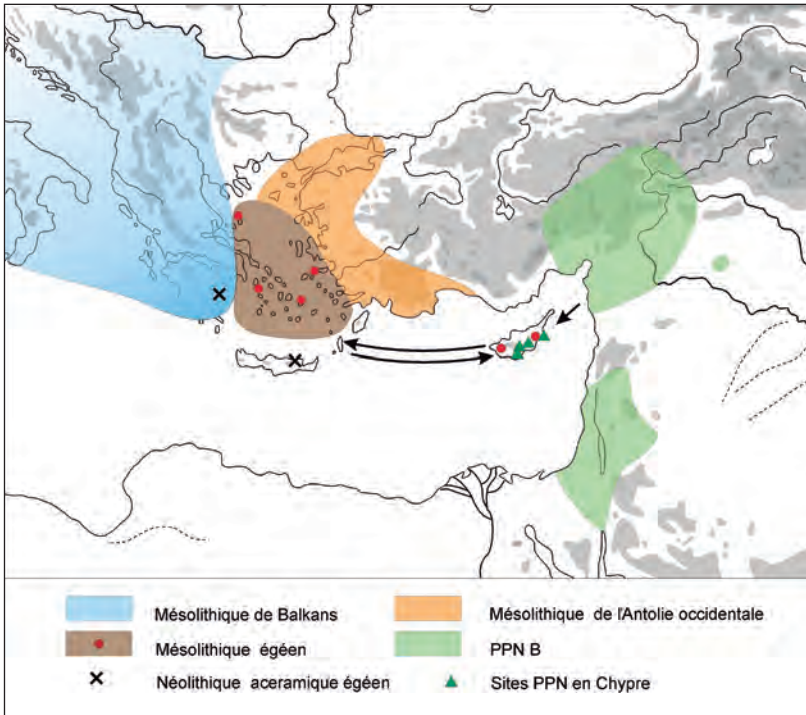 Mésolithique de Balkans
Mésolithique de l'Antolie occidentale
Mésolithique égéen
PPN B
Néolithique aceramique égéen
Sites PPN en Chypre